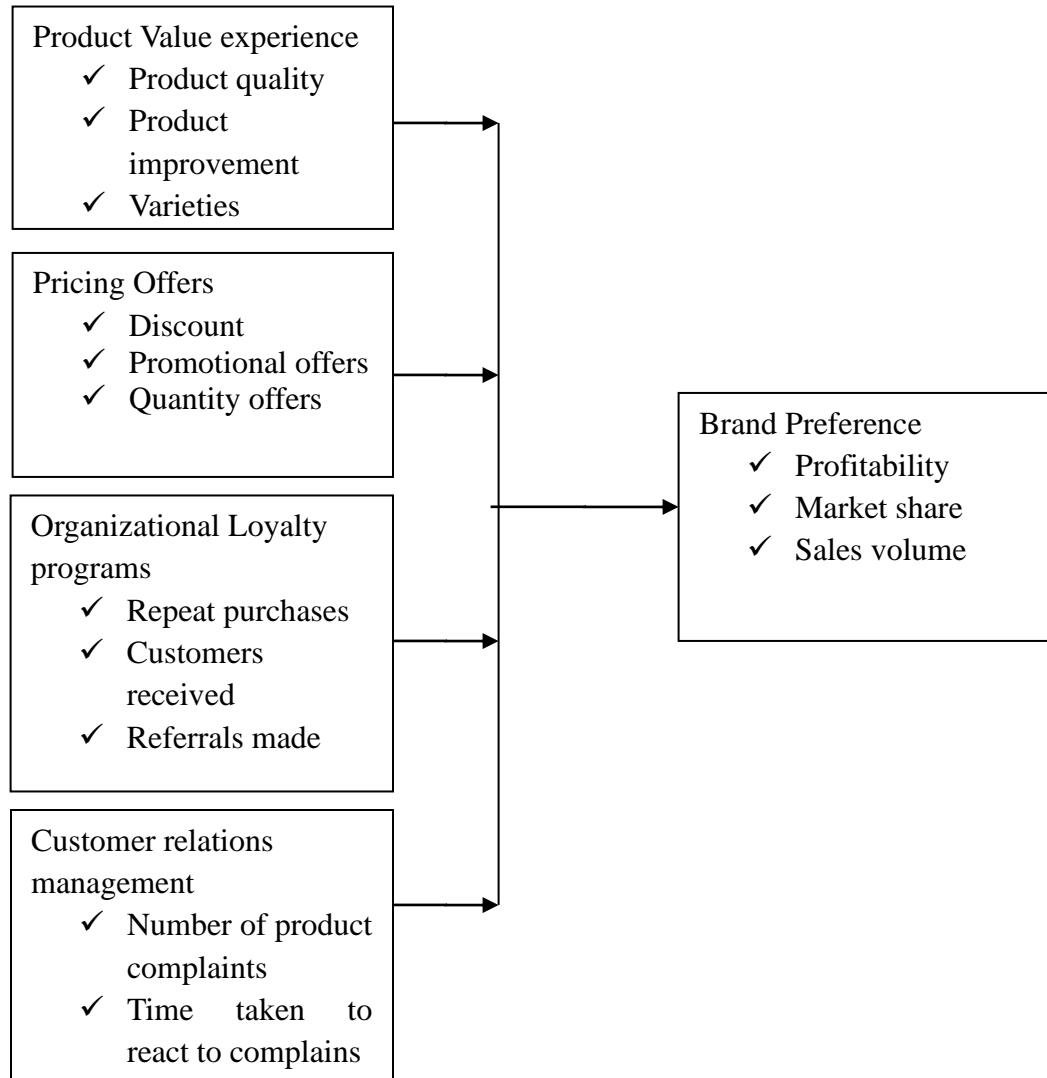 Product Value experience
✓ Product quality
✓ Product
improvement
✓ Varieties
Pricing Offers
✓ Discount
✓ Promotional offers
✓ Quantity offers
Organizational Loyalty
programs
✓ Repeat purchases
✓ Customers
received
✓ Referrals made
Customer relations
management
✓ Number of product
complaints
✓ Time taken to
react to complains
Brand Preference
✓ Profitability
✓ Market share
✓ Sales volume